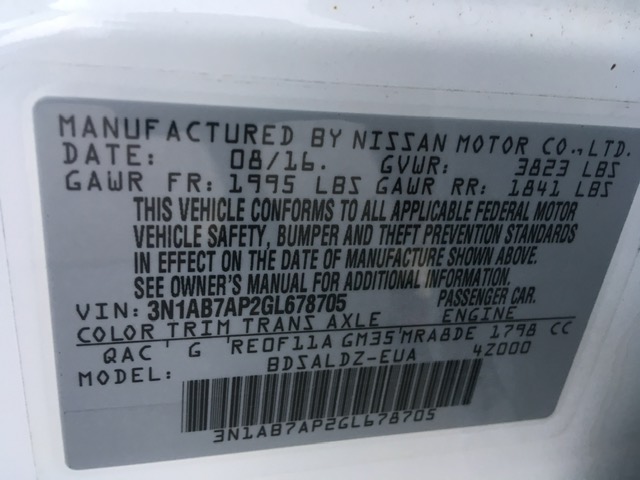 MANUFACTURED BY NISSAN MOTOR CO.,LTD.
DATE: 08/16. GVWR: 3823 LBS
GAWR FR: 1995 LBS GAWR RR: 1841 LBS
THIS VEHICLE CONFORMS TO ALL APPLICABLE FEDERAL MOTOR
VEHICLE SAFETY, BUMPER AND THEFT PREVENTION STANDARDS
IN EFFECT ON THE DATE OF MANUFACTURE SHOWN ABOVE.
SEE OWNER'S MANUAL FOR ADDITIONAL INFORMATION.
VIN: 3N1AB7AP2GL678705 PASSENGER CAR.
COLOR TRIM TRANS AXLE ENGINE
QAC G RE0F11A GM35 MRA8DE 1798 CC
MODEL: BDSALDZ-EUA 42000
3N1AB7AP2GL678705